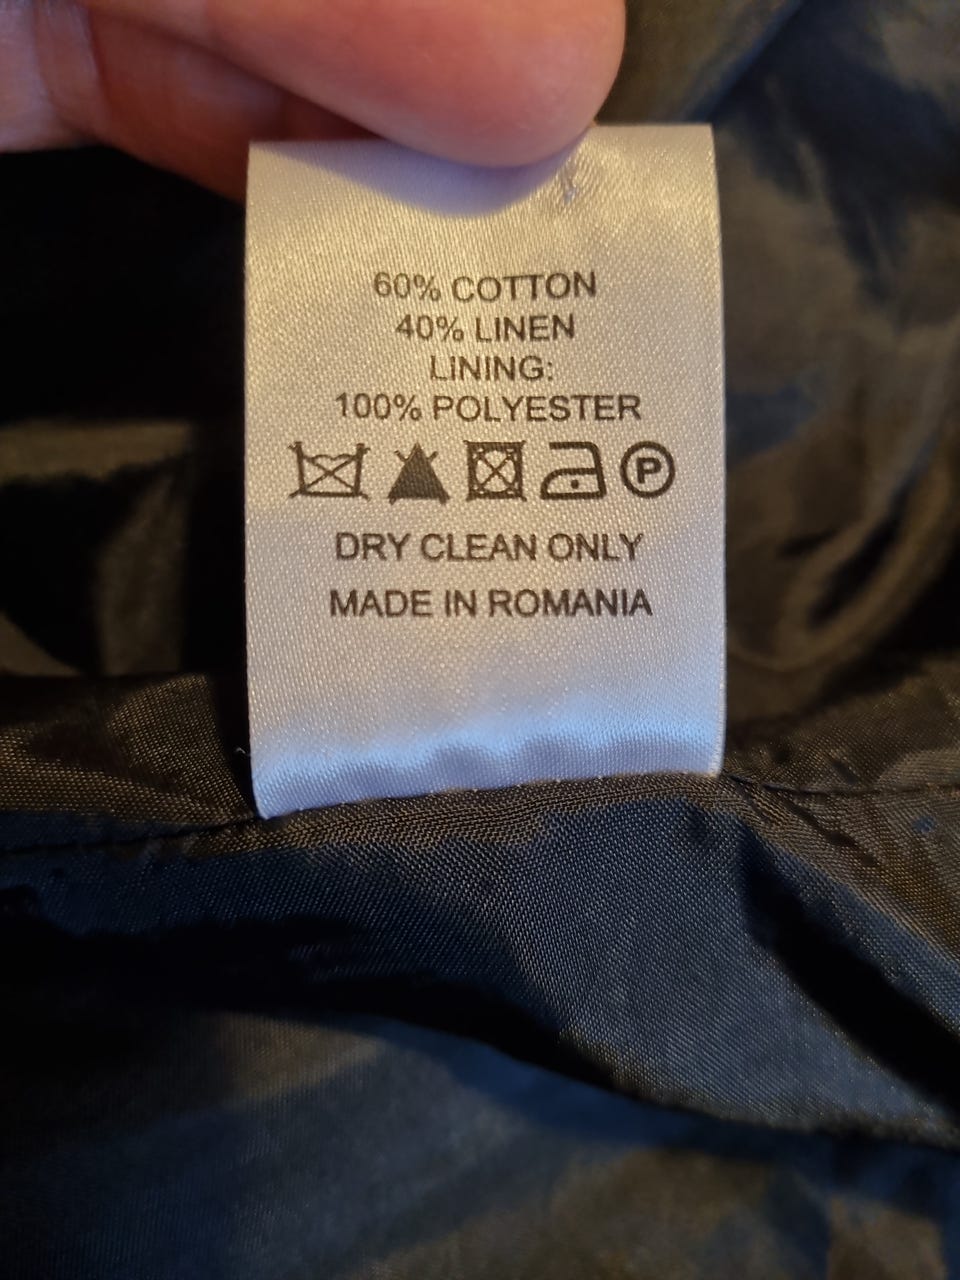 60% COTTON
40% LINEN
LINING:
100% POLYESTER
P
DRY CLEAN ONLY
MADE IN ROMANIA